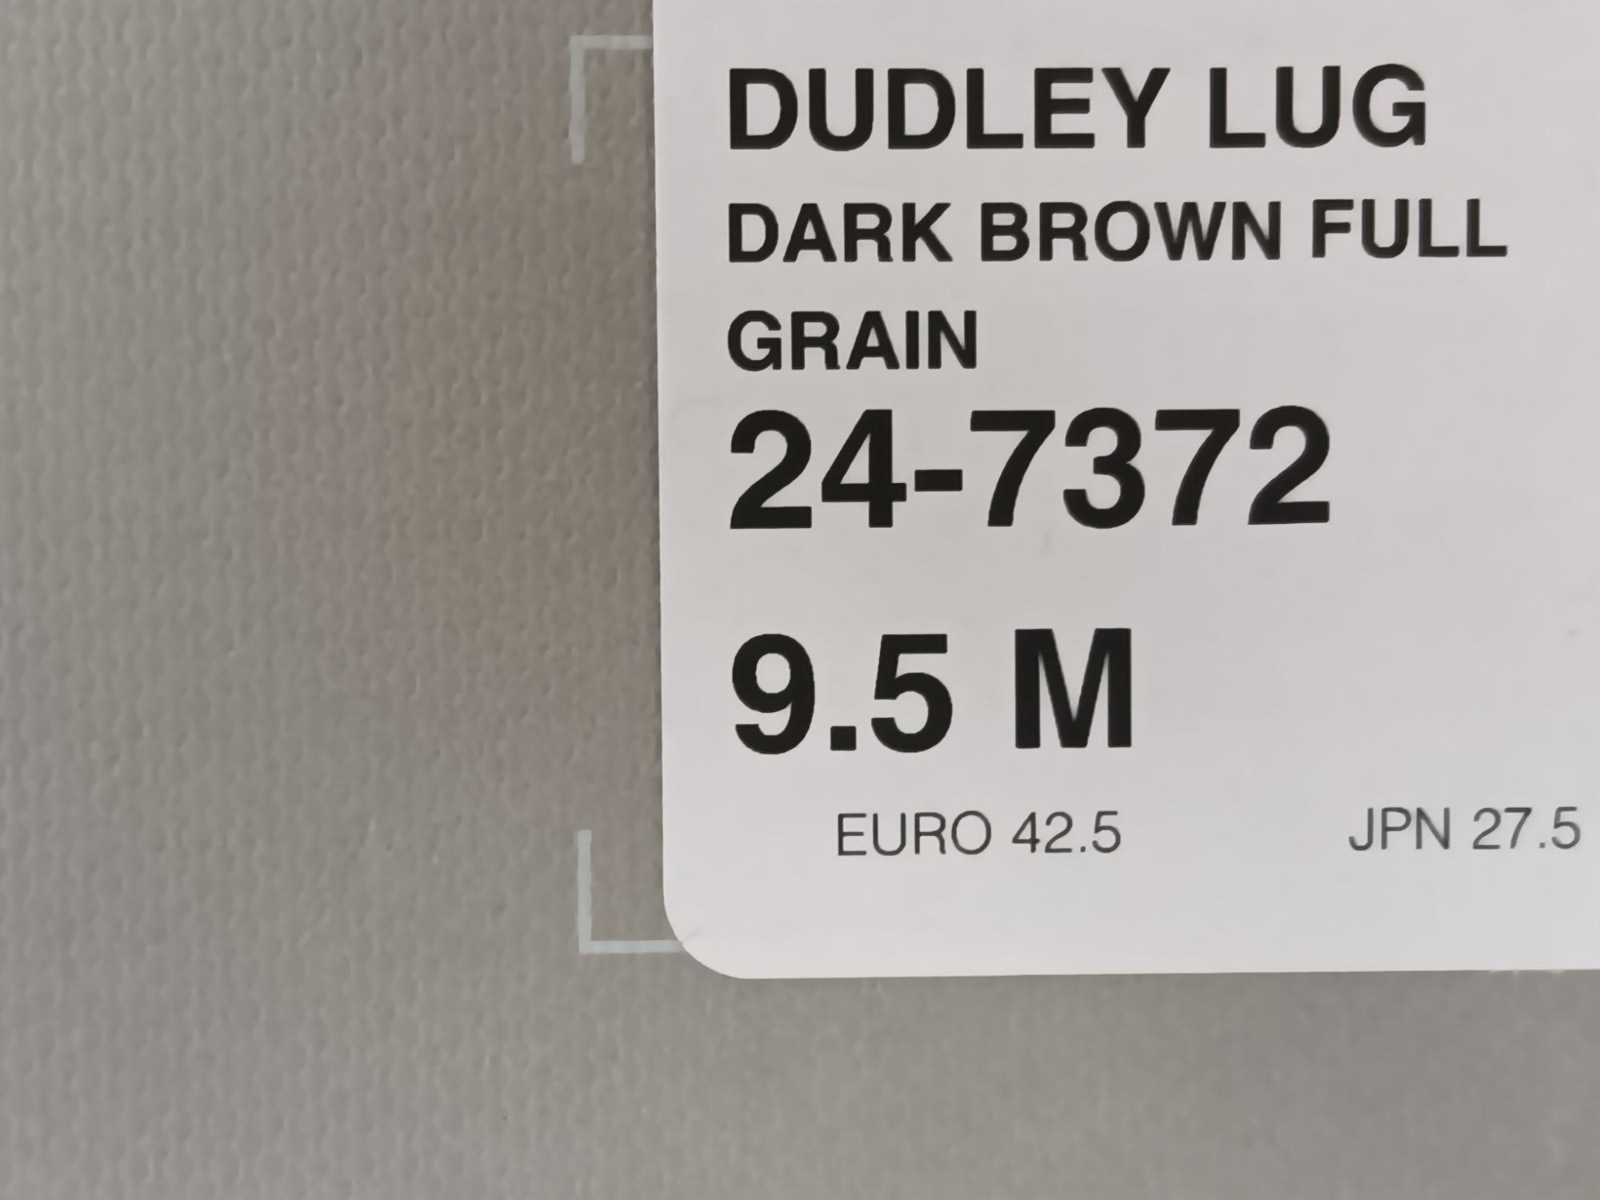 DUDLEY LUG
DARK BROWN FULL
GRAIN
24-7372
9.5 M
EURO 42.5 JPN 27.5